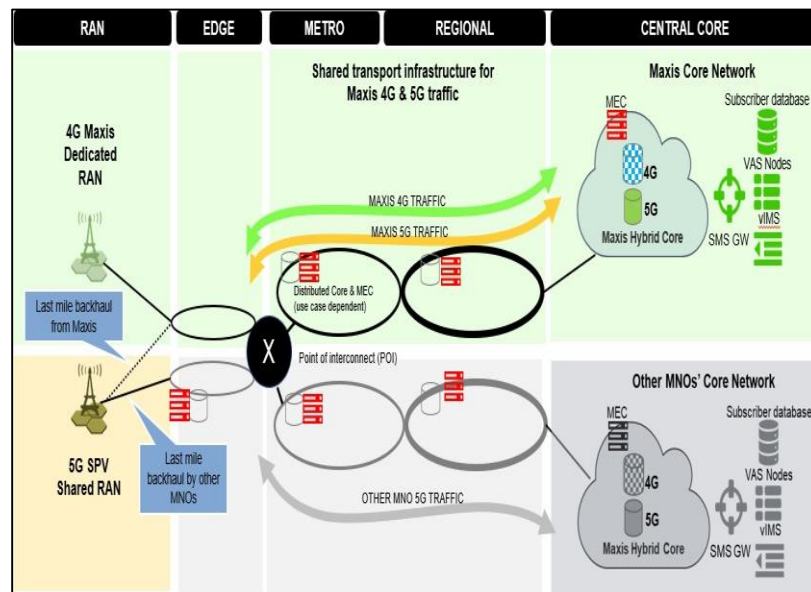 RAN
EDGE
METRO
REGIONAL
CENTRAL CORE
Shared transport infrastructure for
Maxis 4G & 5G traffic
Maxis Core Network
4G Maxis
Dedicated
RAN
MEC
Subscriber database
VAS Nodes
4G
5G
vIMS
Maxis Hybrid Core
SMS GW
MAXIS 4G TRAFFIC
MAXIS 5G TRAFFIC
Distributed Core & MEC
(use case dependent)
Last mile backhaul
from Maxis
X
Point of interconnect (POI)
Other MNOs' Core Network
MEC
Subscriber database
VAS Nodes
4G
5G
vIMS
Maxis Hybrid Core
SMS GW
Last mile
backhaul by other
MNOs
5G SPV
Shared RAN
OTHER MNO 5G TRAFFIC